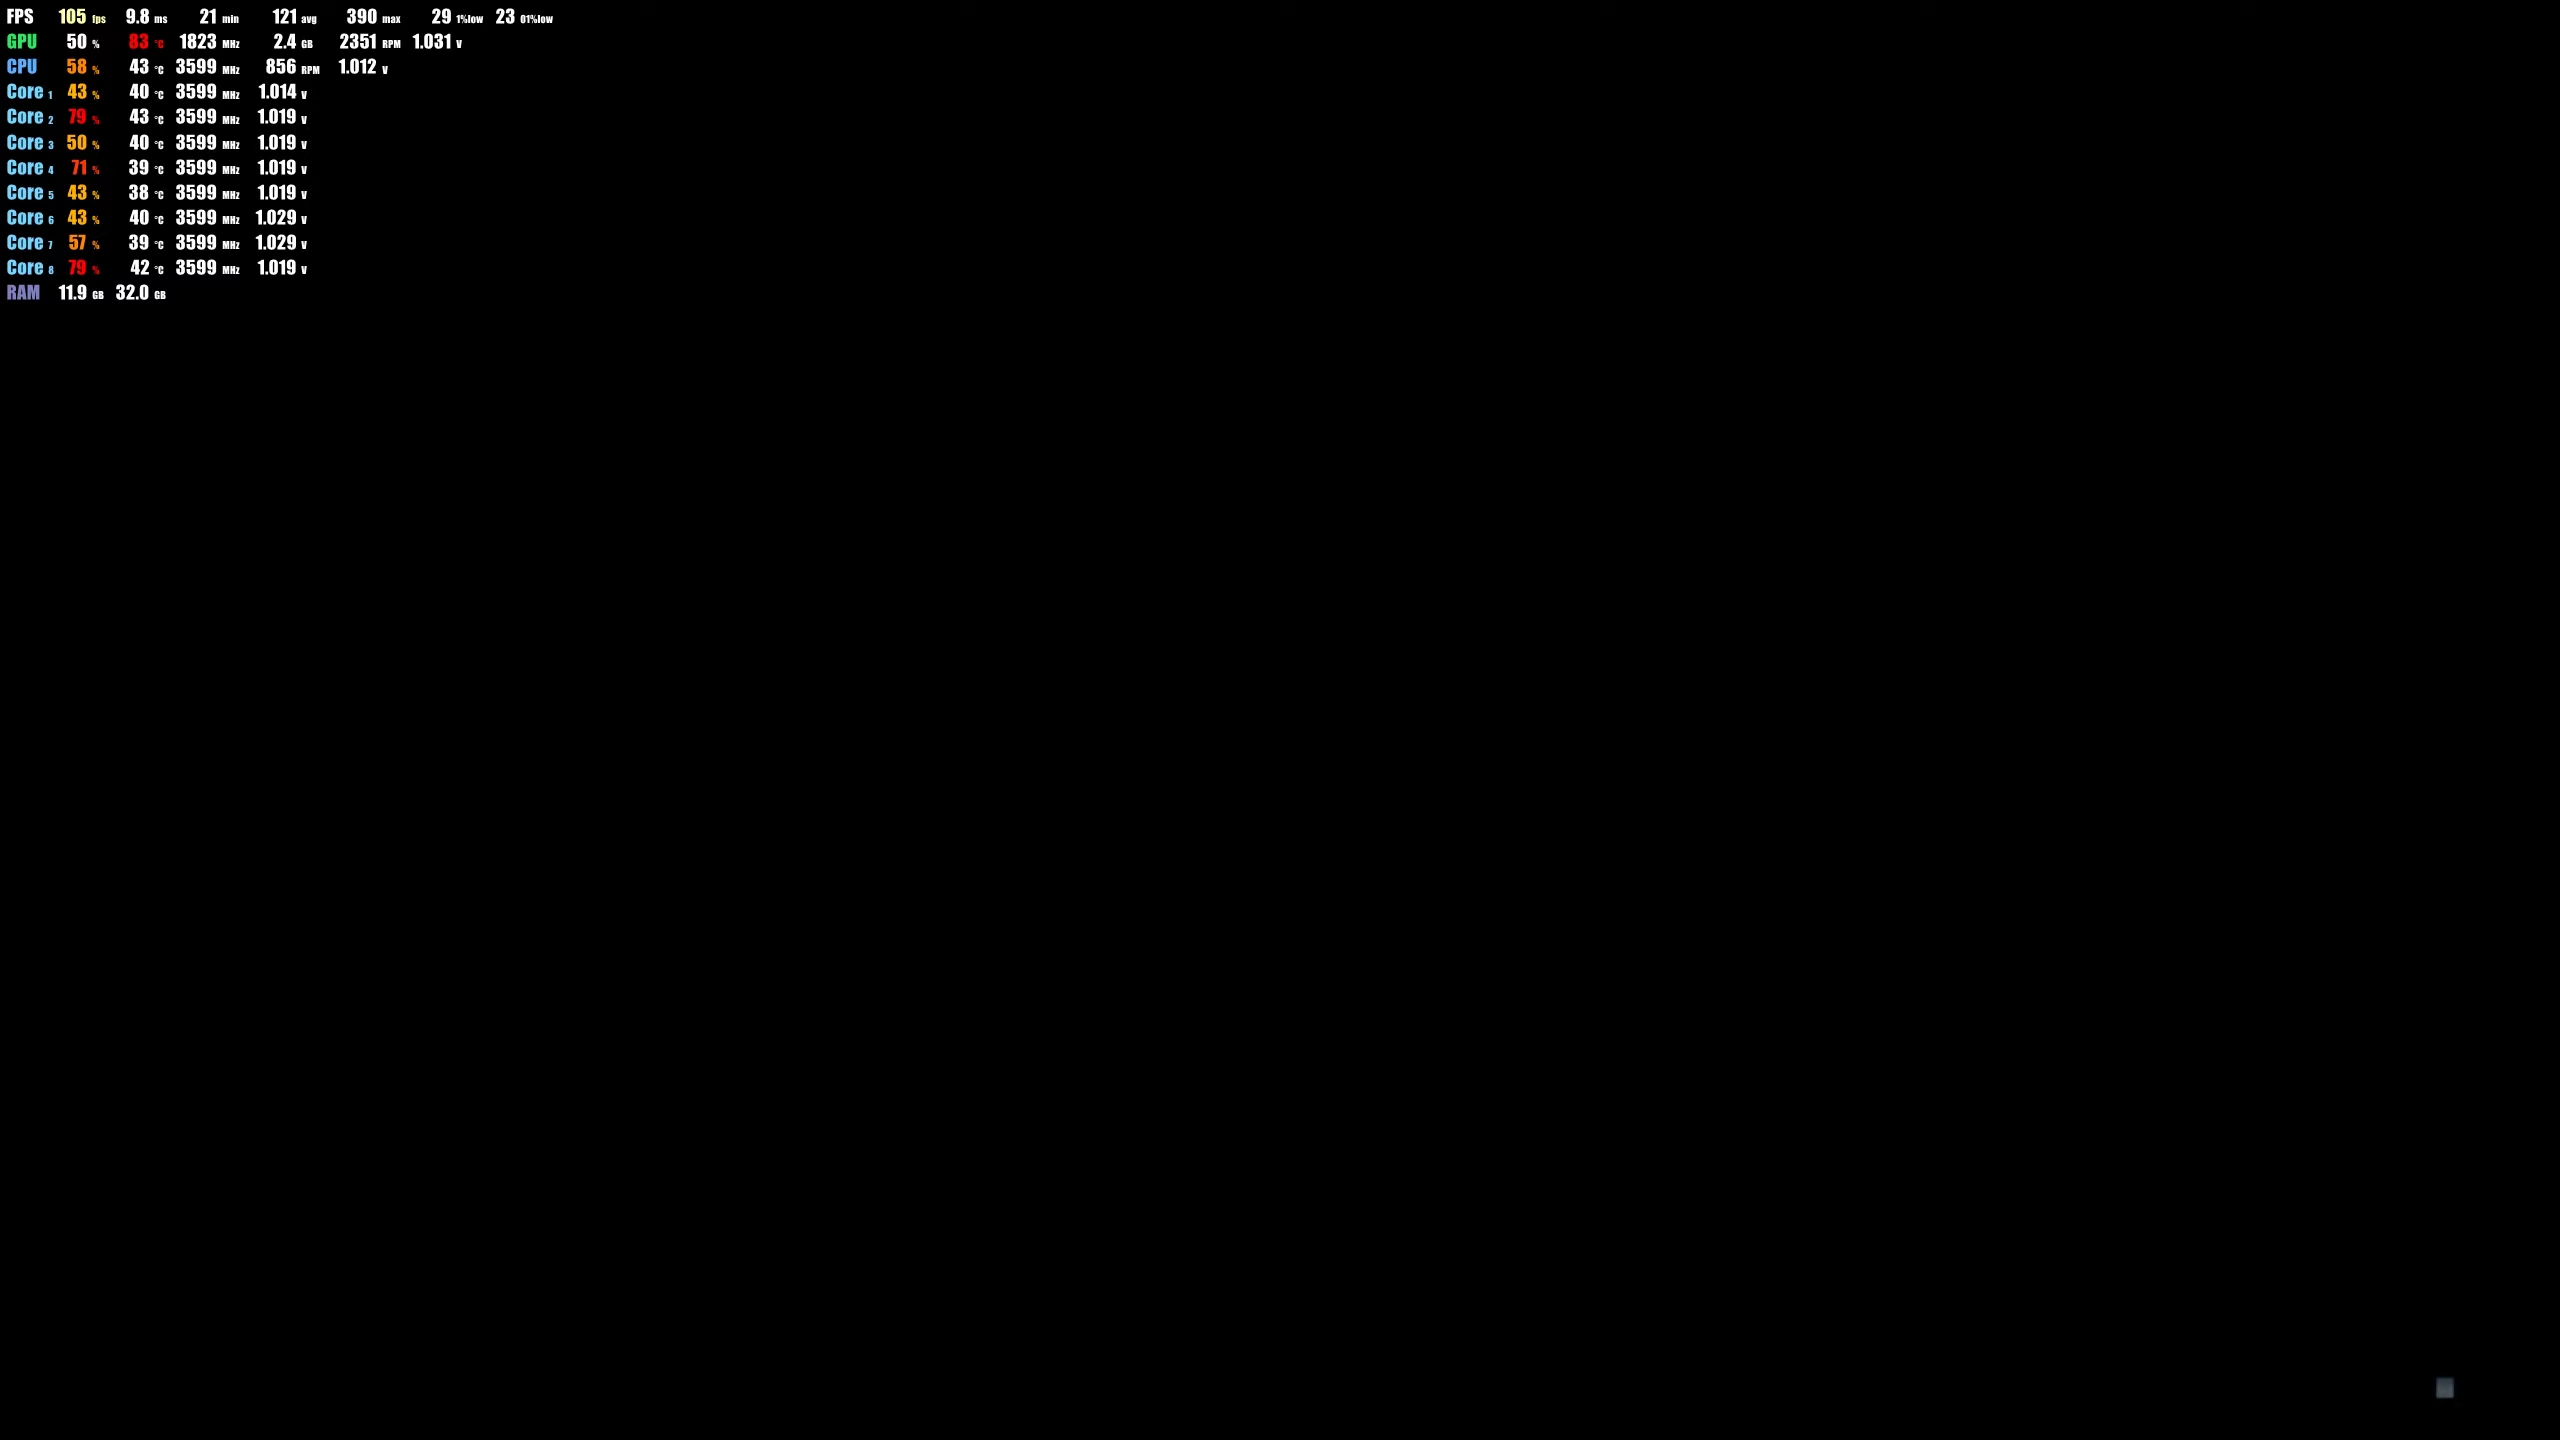 FPS 105 fps 9.8 ms 21 min 121 avg 390 max 29 1%low 23 01%low
GPU 50 % 83 °C 1823 MHz 2.4 GB 2351 RPM 1.031 V
CPU 58 % 43 °C 3599 MHz 856 RPM 1.012 V
Core 1 43 % 40 °C 3599 MHz 1.014 V
Core 2 79 % 43 °C 3599 MHz 1.019 V
Core 3 50 % 40 °C 3599 MHz 1.019 V
Core 4 71 % 39 °C 3599 MHz 1.019 V
Core 5 43 % 38 °C 3599 MHz 1.019 V
Core 6 43 % 40 °C 3599 MHz 1.029 V
Core 7 57 % 39 °C 3599 MHz 1.029 V
Core 8 79 % 42 °C 3599 MHz 1.019 V
RAM 11.9 GB 32.0 GB